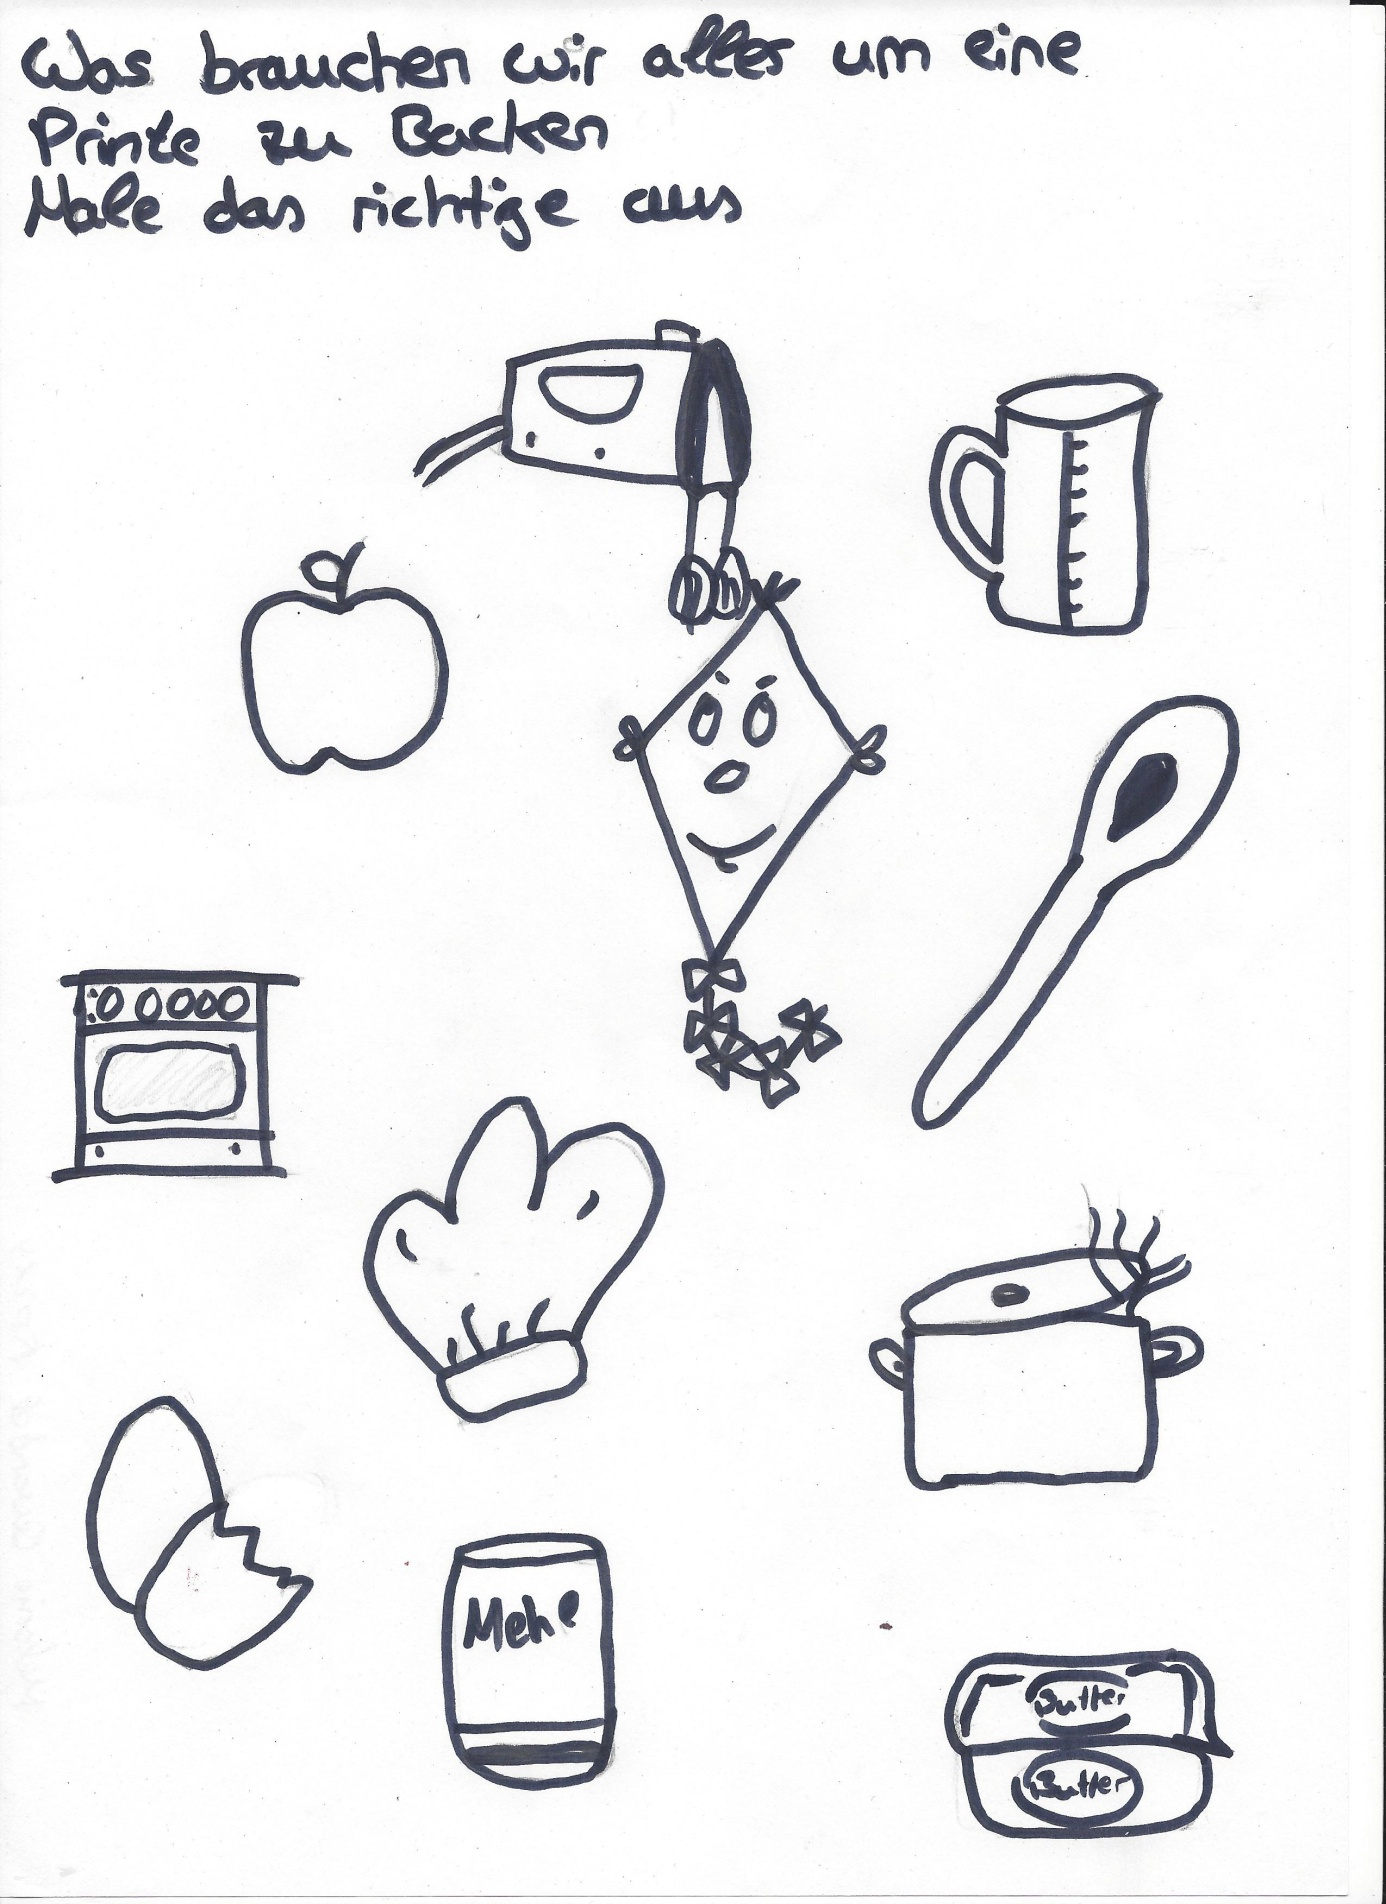 Was brauchen wir alles um eine
Printe zu Backen
Male das richtige aus
Mehl
Butter
Butter